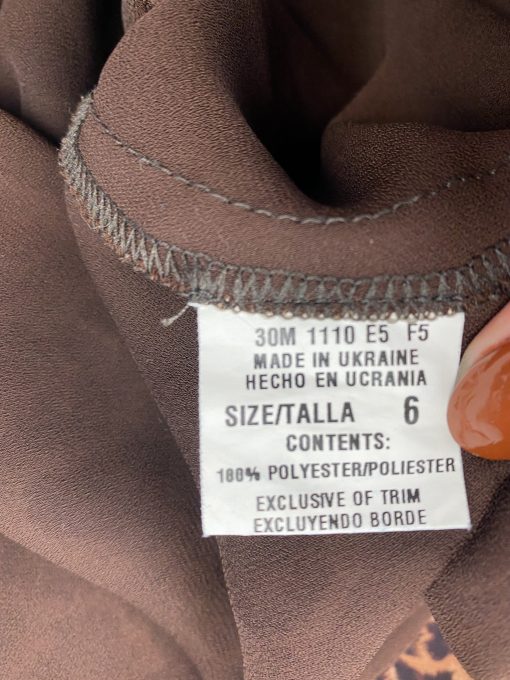 30M 1110 E5 F5
MADE IN UKRAINE
HECHO EN UCRANIA
SIZE/TALLA 6
CONTENTS:
100% POLYESTER/POLIESTER
EXCLUSIVE OF TRIM
EXCLUYENDO BORDE